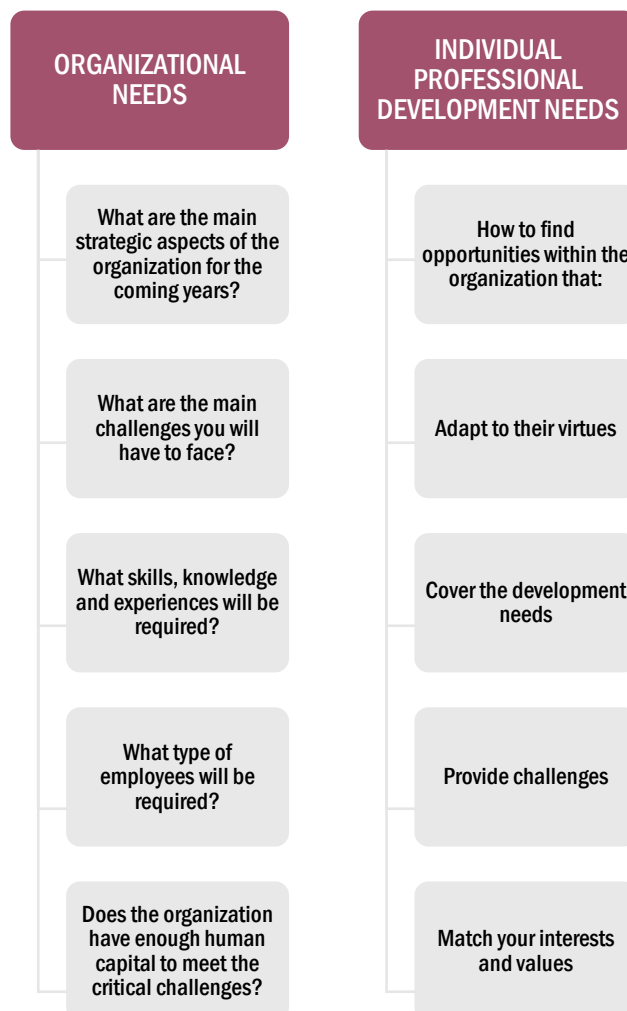 ORGANIZATIONAL
NEEDS
What are the main
strategic aspects of the
organization for the
coming years?
What are the main
challenges you will
have to face?
What skills, knowledge
and experiences will be
required?
What type of
employees will be
required?
Does the organization
have enough human
capital to meet the
critical challenges?
INDIVIDUAL
PROFESSIONAL
DEVELOPMENT NEEDS
How to find
opportunities within the
organization that:
Adapt to their virtues
Cover the development
needs
Provide challenges
Match your interests
and values